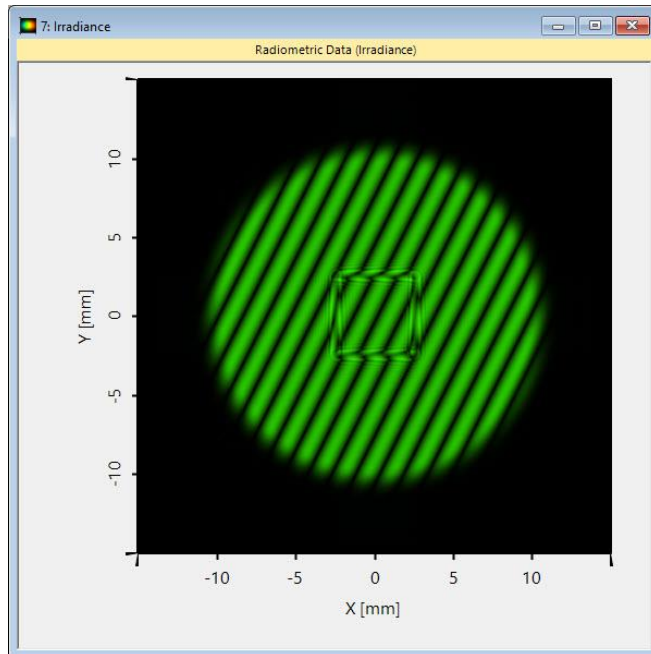 7: Irradiance
Radiometric Data (Irradiance)
10
5
0
-5
-10
Y [mm]
-10 -5 0 5 10
X [mm]